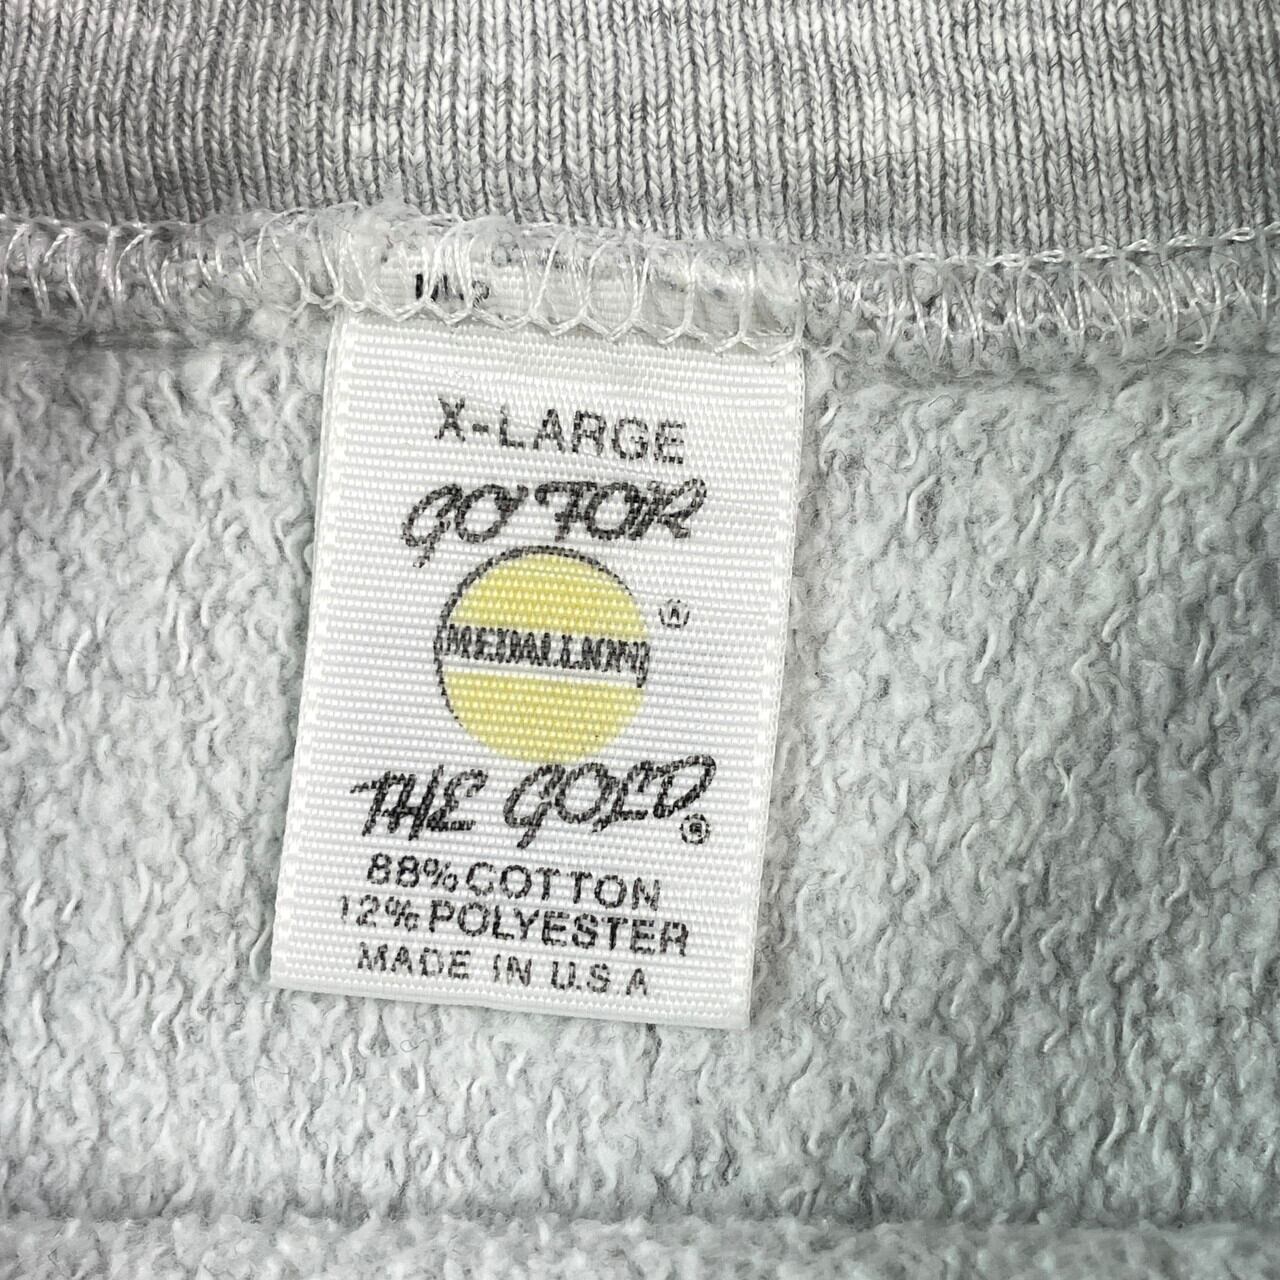 X-LARGE
GO FOR
MEDALLION ®
THE GOLD ®
88% COTTON
12% POLYESTER
MADE IN U.S.A